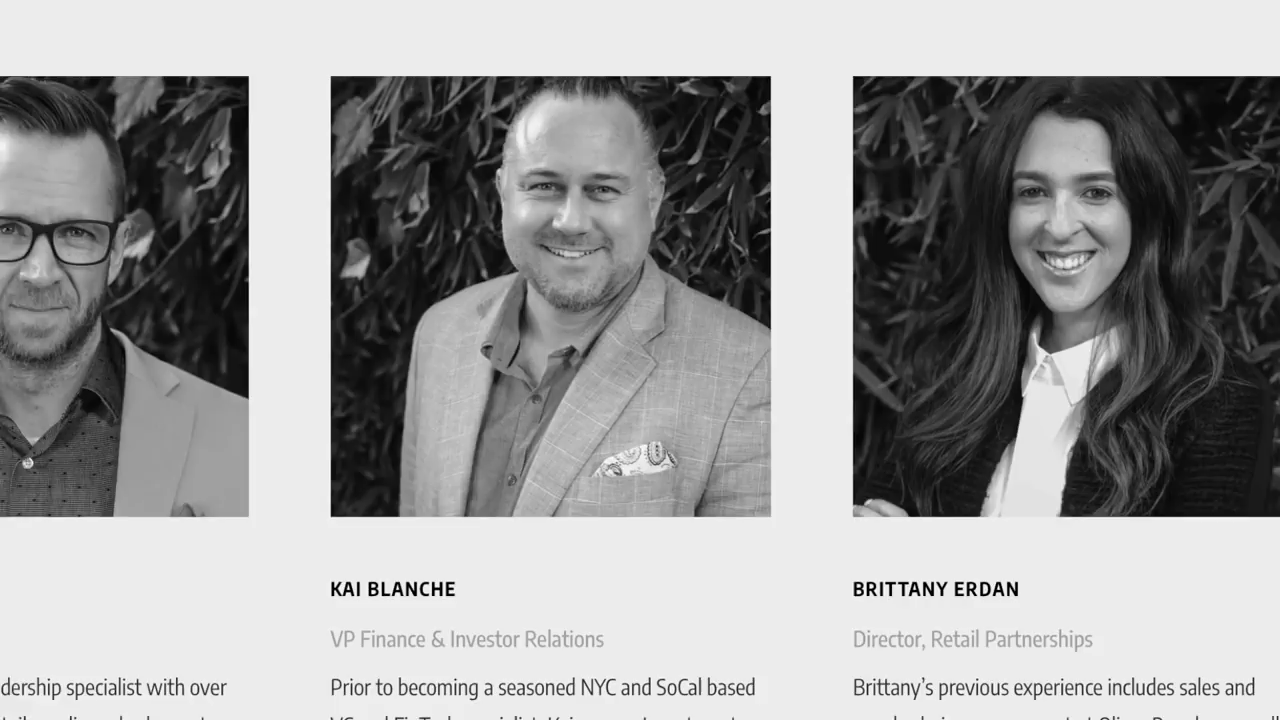 KAI BLANCHE
BRITTANY ERDAN
VP Finance & Investor Relations
Director, Retail Partnerships
dership specialist with over
Prior to becoming a seasoned NYC and SoCal based
Brittany’s previous experience includes sales and